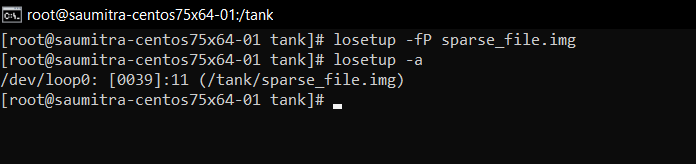 C:\. root@saumitra-centos75x64-01:/tank
[root@saumitra-centos75x64-01 tank]# losetup -fP sparse_file.img
[root@saumitra-centos75x64-01 tank]# losetup -a
/dev/loop0: [0039]:11 (/tank/sparse_file.img)
[root@saumitra-centos75x64-01 tank]#